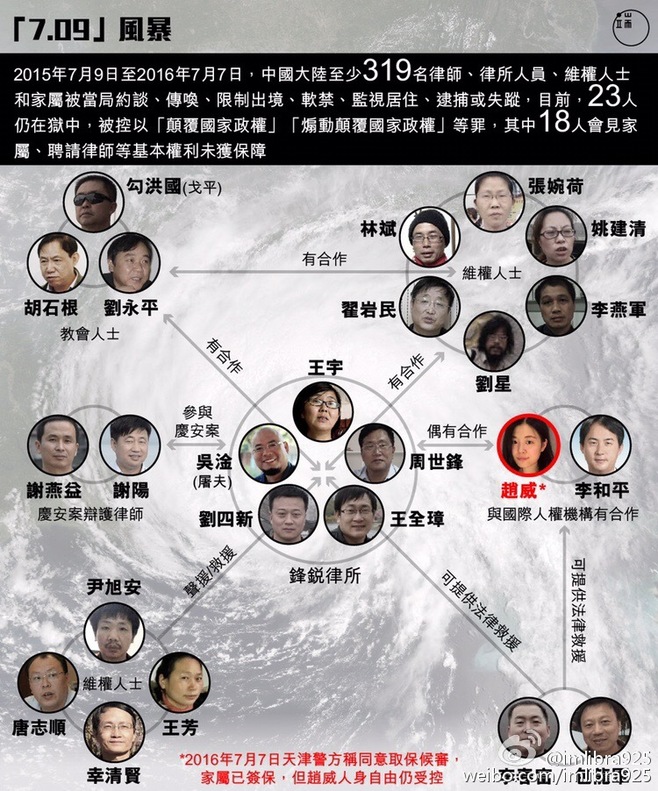 「7.09」風暴
端
2015年7月9日至2016年7月7日，中國大陸至少319名律師、律所人員、維權人士
和家屬被當局約談、傳喚、限制出境、軟禁、監視居住、逮捕或失蹤，目前，23人
仍在獄中，被控以「顛覆國家政權」「煽動顛覆國家政權」等罪，其中18人會見家
屬、聘請律師等基本權利未獲保障
勾洪國(戈平)
張婉荷
林斌
姚建清
有合作
維權人士
胡石根
劉永平
翟岩民
李燕軍
教會人士
劉星
有合作
王宇
有合作
參與
慶安案
偶有合作
吳淦
(屠夫)
周世鋒
謝燕益
謝陽
趙威*
李和平
慶安案辯護律師
劉四新
王全璋
與國際人權機構有合作
鋒銳律所
聲援/救援
可提供法律救援
可提供法律救援
尹旭安
維權人士
唐志順
王芳
幸清賢
*2016年7月7日天津警方稱同意取保候審，
家屬已簽保，但趙威人身自由仍受控
@imlibra925
weibo.com/imlibra925